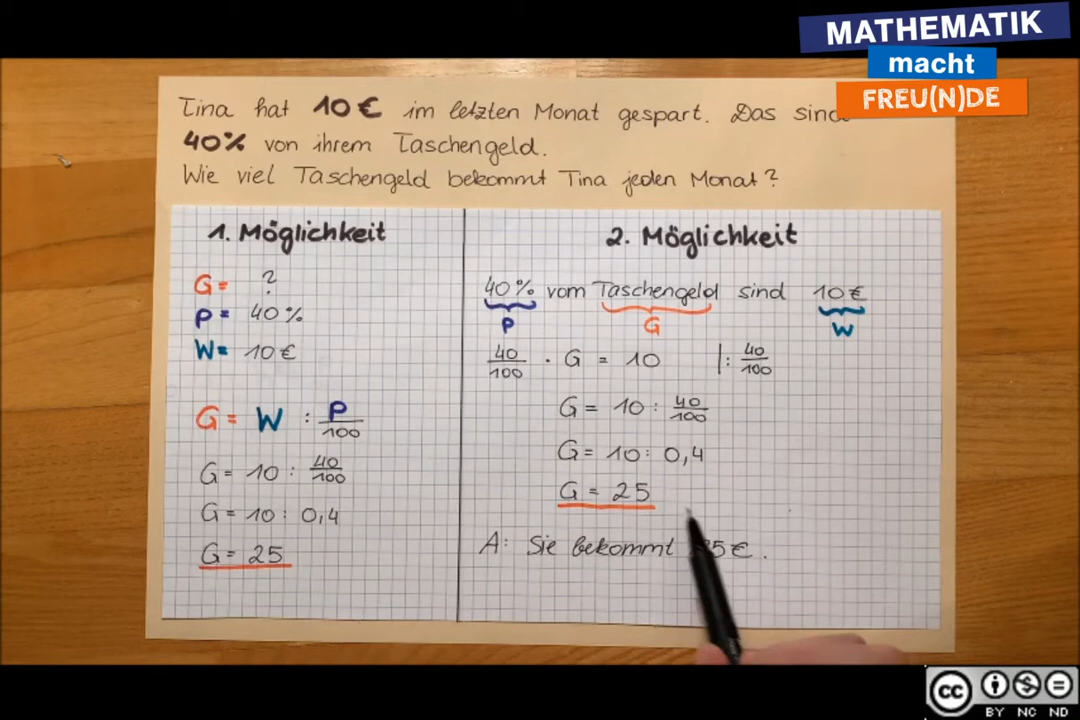 MATHEMATIK
macht
FREU(N)DE
Tina hat 10€ im letzten Monat gespart. Das sind
40% von ihrem Taschengeld.
Wie viel Taschengeld bekommt Tina jeden Monat?
1. Möglichkeit
G= ?
P= 40%
W= 10€
G= W : P/100
G= 10 : 40/100
G= 10 : 0,4
G= 25
2. Möglichkeit
40% vom Taschengeld sind 10€
P G W
40/100 · G = 10 |: 40/100
G= 10 : 40/100
G= 10 : 0,4
G= 25
A: Sie bekommt 25€.
cc
BY NC ND